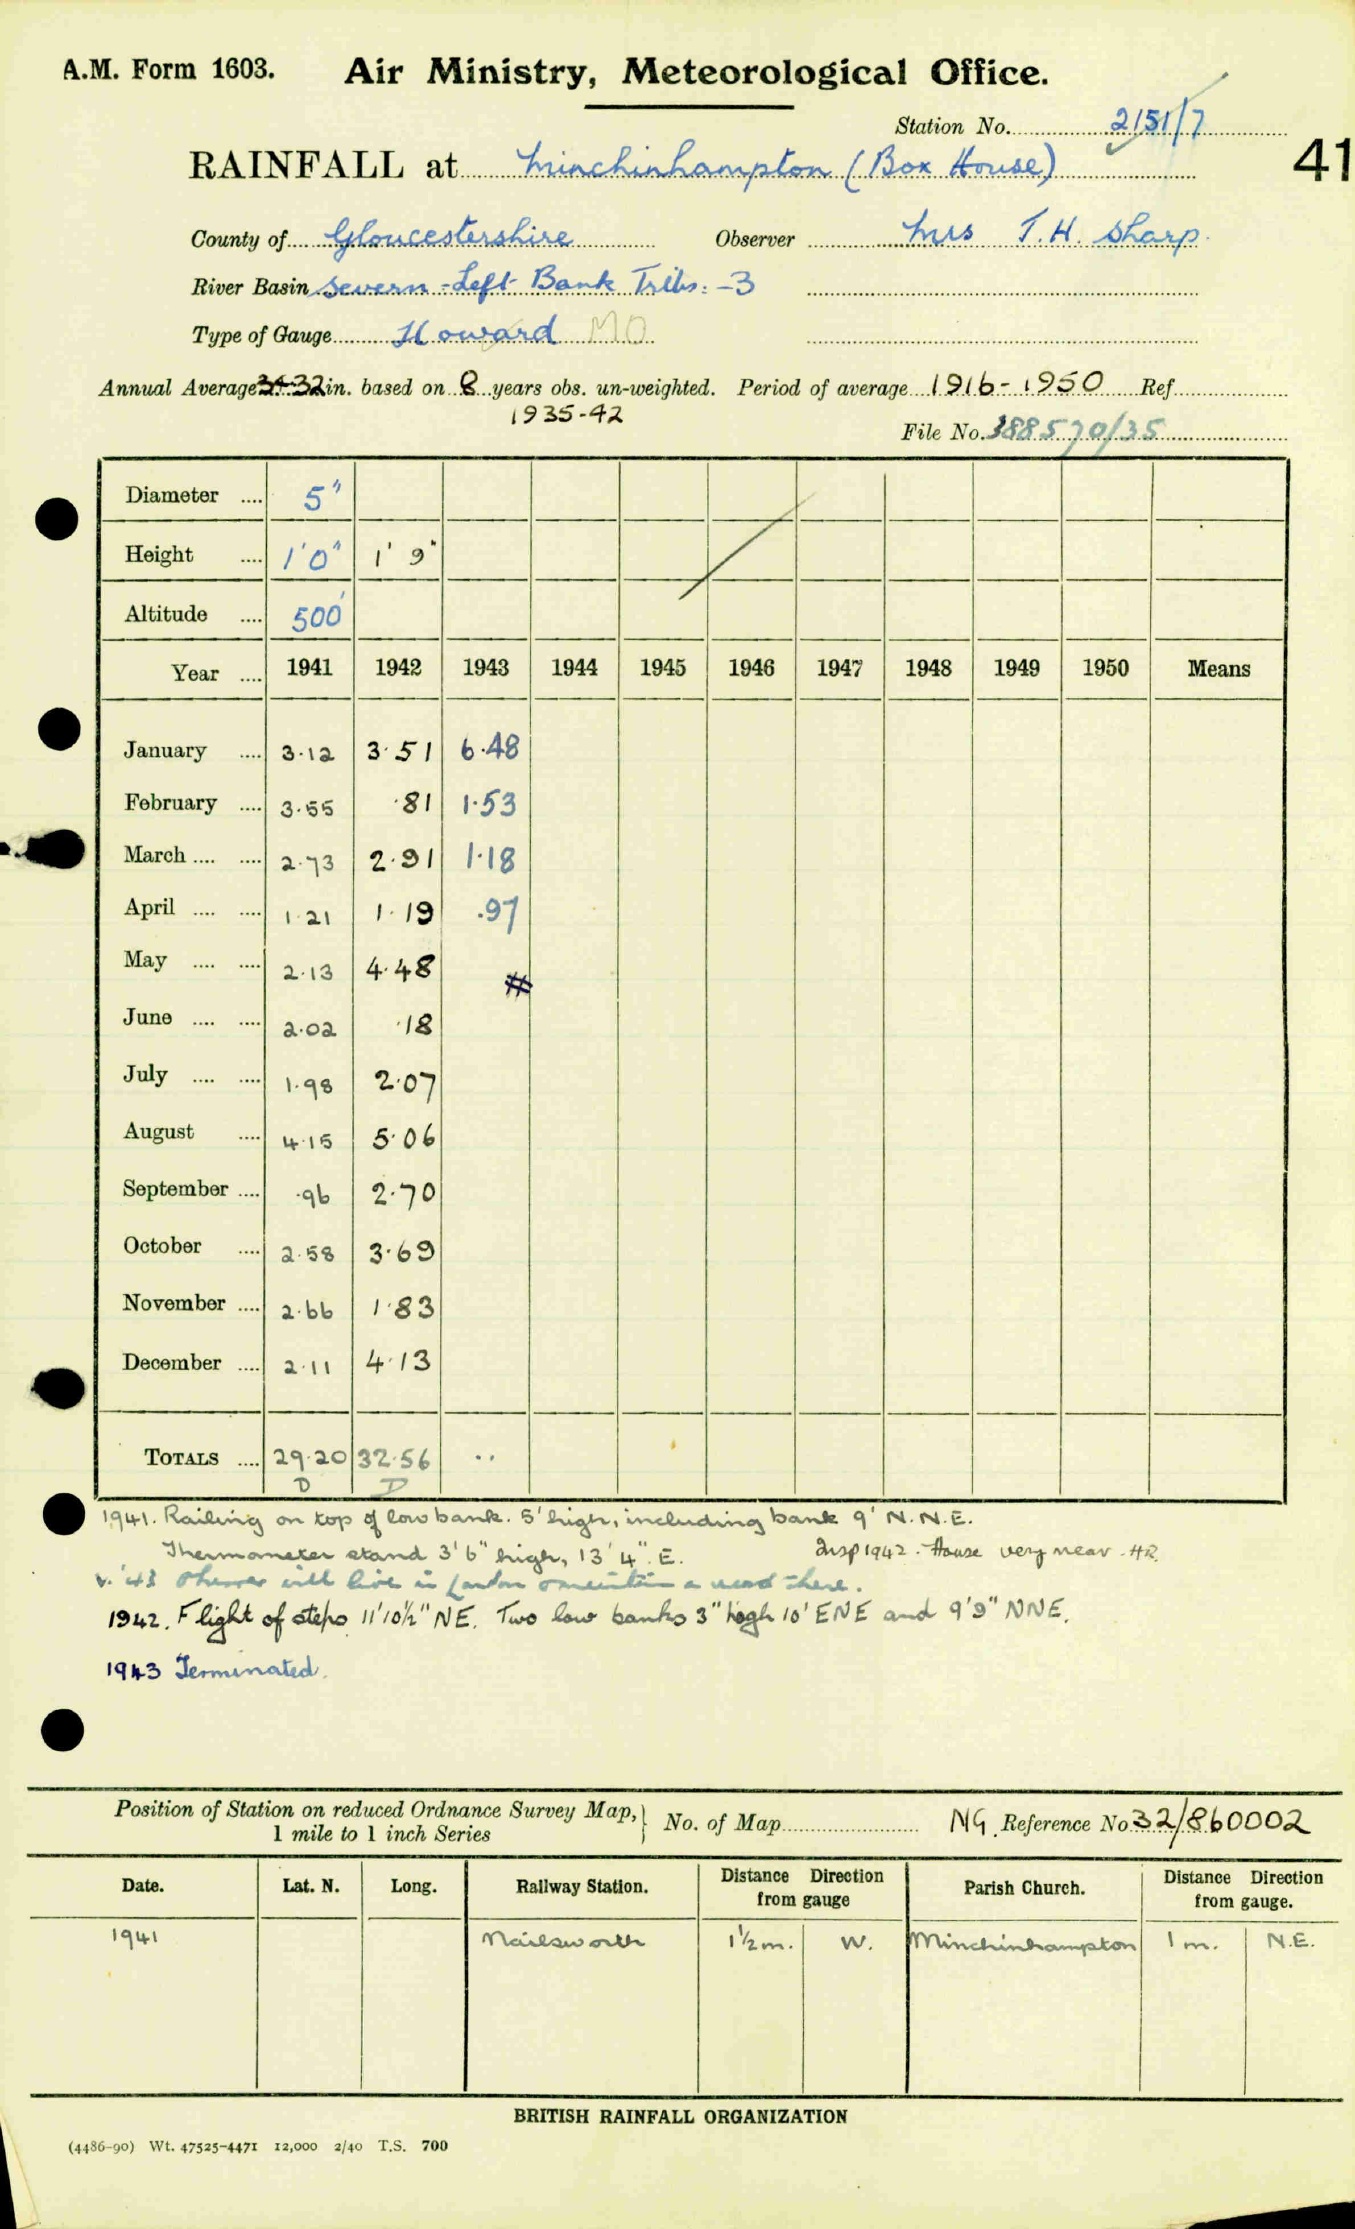 A.M. Form 1603. Air Ministry, Meteorological Office.
Station No. 2151/7
41
RAINFALL at Minchinhampton (Box House)
County of Gloucestershire Observer Mrs T.H. Sharp.
River Basin Severn - Left Bank Tribs: - 3
Type of Gauge Howard MO
Annual Average in. based on 8 years obs. un-weighted. Period of average 1916-1950 Ref
1935-42
File No. 388570/35
Diameter .... 5"
Height .... 1'0" 1' 9"
Altitude .... 500'
Year .... 1941 1942 1943 1944 1945 1946 1947 1948 1949 1950 Means
January .... 3.12 3.51 6.48
February .... 3.55 .81 1.53
March .... .... 2.73 2.91 1.18
April .... .... 1.21 1.19 .97
May .... .... 2.13 4.48 #
June .... .... 2.02 .18
July .... .... 1.98 2.07
August .... 4.15 5.06
September .... .96 2.70
October .... 2.58 3.69
November .... 2.66 1.83
December .... 2.11 4.13
TOTALS .... 29.20 32.56 ..
D D
1941. Railing on top of low bank. 5' high, including bank 9' N.N.E.
Thermometer stand 3'6" high, 13'4" E. Insp 1942. House very near HR.
v. '43 Observer will live in London a record there.
1942. Flight of steps 11'10½" NE. Two low banks 3" high 10' ENE and 9'9" NNE.
1943 Terminated.
Position of Station on reduced Ordnance Survey Map, 1 mile to 1 inch Series } No. of Map NG. Reference No 32/860002
Date. Lat. N. Long. Railway Station. Distance Direction from gauge Parish Church. Distance Direction from gauge.
1941 Nailsworth 1½ m. W. Minchinhampton 1 m. N.E.
BRITISH RAINFALL ORGANIZATION
(4486-90) Wt. 47525-4471 12,000 2/40 T.S. 700